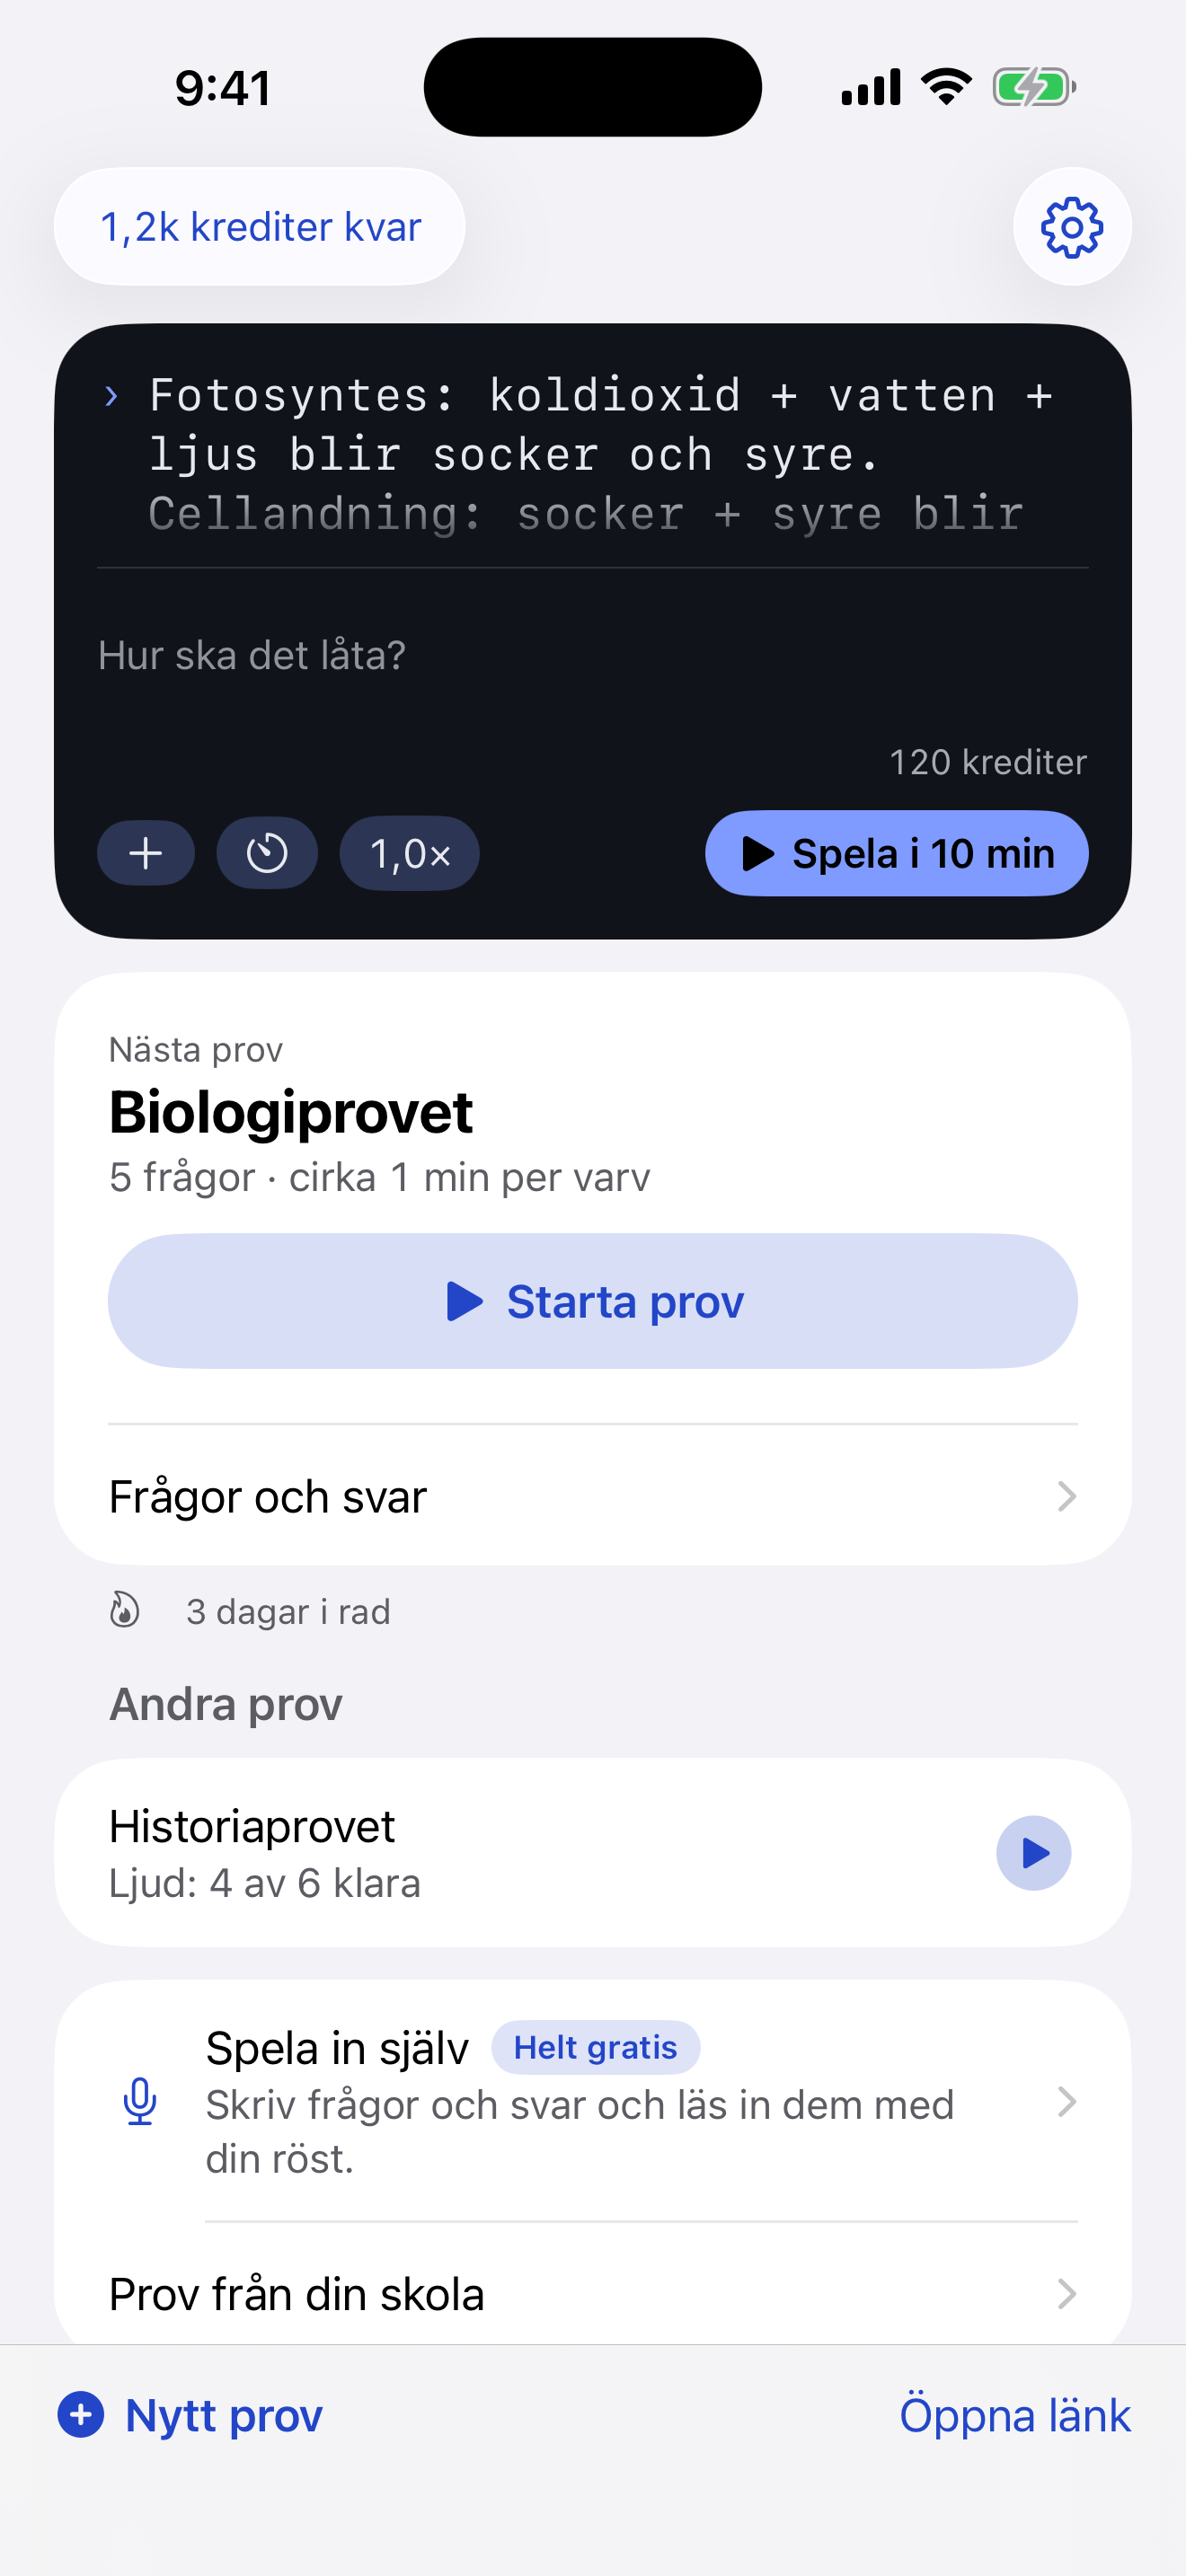 9:41
1,2k krediter kvar
› Fotosyntes: koldioxid + vatten +
ljus blir socker och syre.
Cellandning: socker + syre blir
Hur ska det låta?
120 krediter
1,0×
Spela i 10 min
Nästa prov
Biologiprovet
5 frågor · cirka 1 min per varv
Starta prov
Frågor och svar
3 dagar i rad
Andra prov
Historiaprovet
Ljud: 4 av 6 klara
Spela in själv Helt gratis
Skriv frågor och svar och läs in dem med
din röst.
Prov från din skola
Nytt prov
Öppna länk